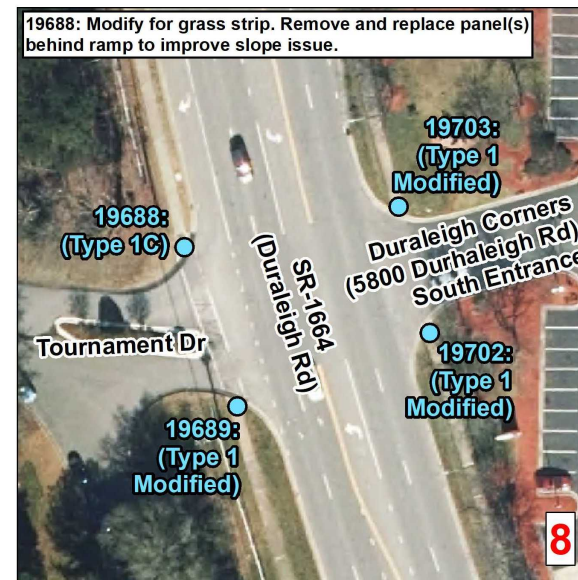 19688: Modify for grass strip. Remove and replace panel(s)
behind ramp to improve slope issue.
19703:
(Type 1
Modified)
19688:
(Type 1C)
Duraleigh Corners
(5800 Durhaleigh Rd)
South Entrance
SR-1664
(Duraleigh Rd)
Tournament Dr
19702:
(Type 1
Modified)
19689:
(Type 1
Modified)
8